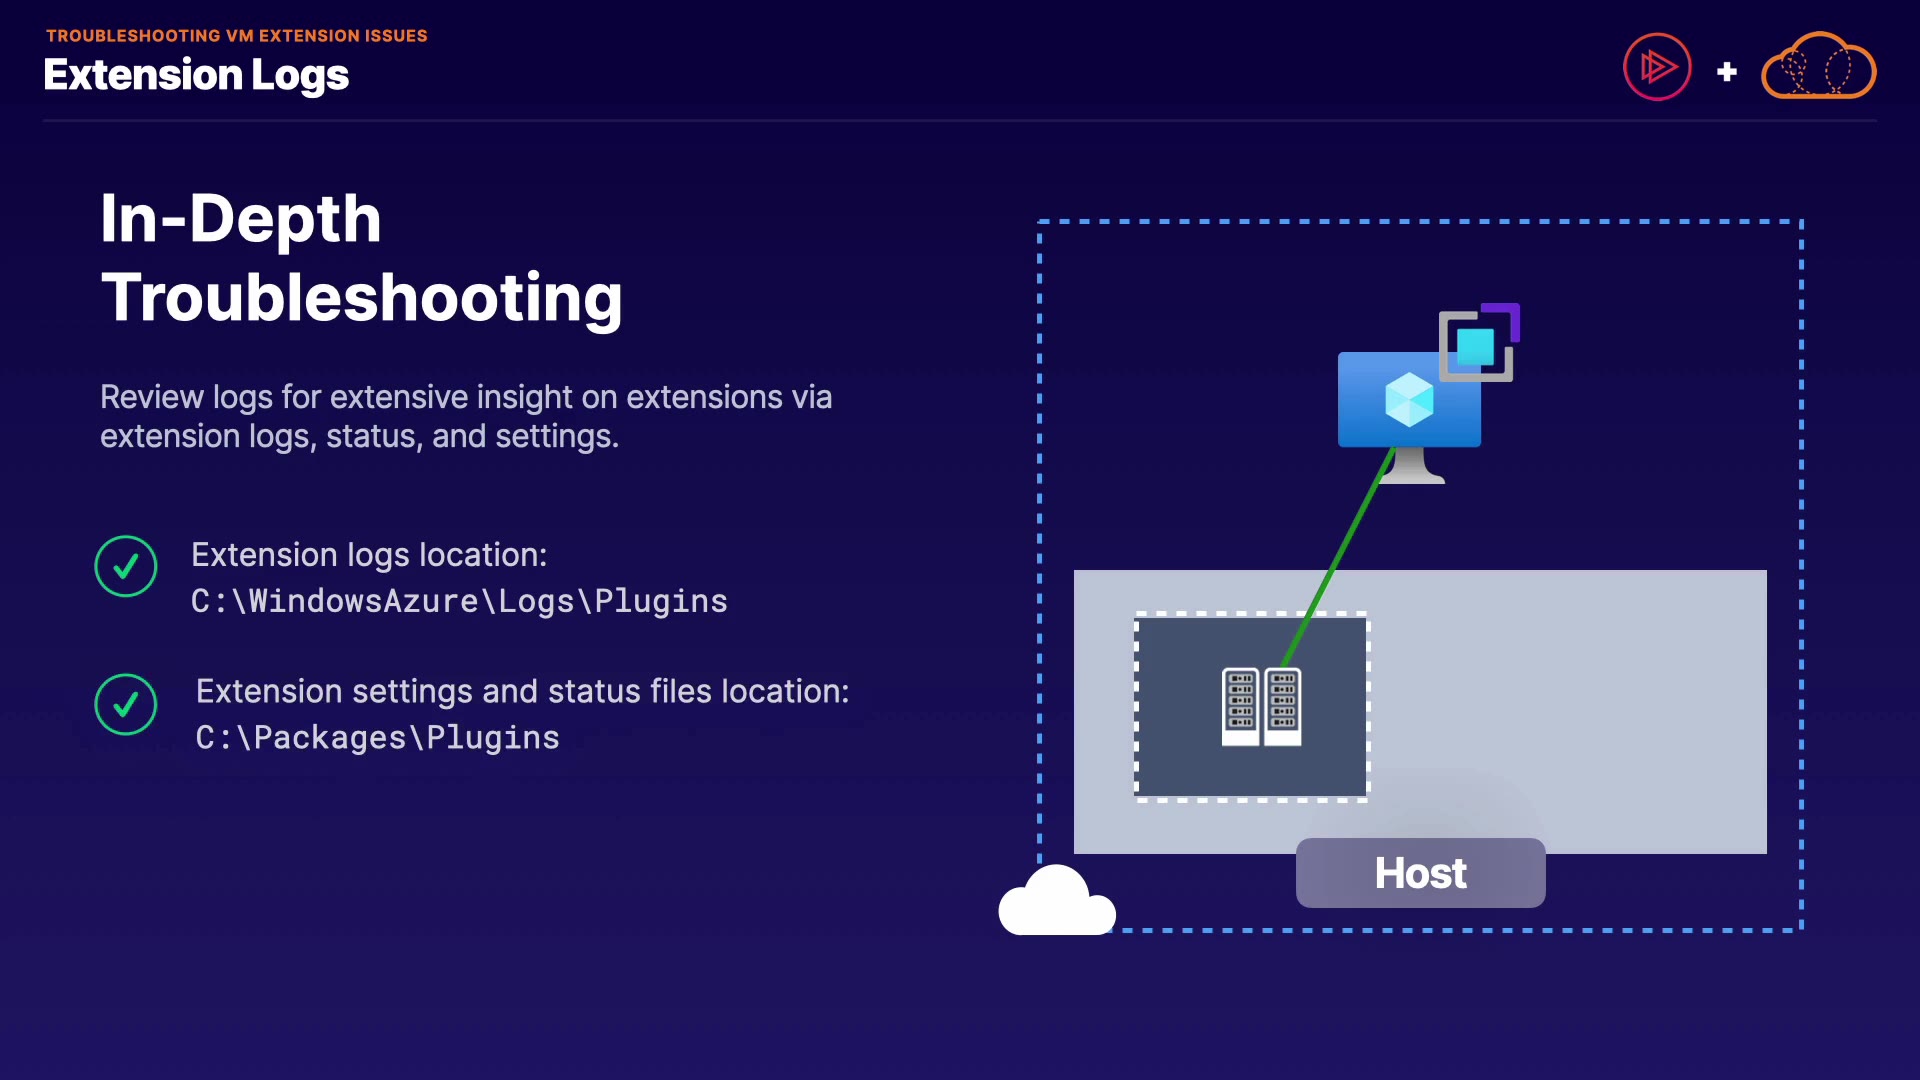 TROUBLESHOOTING VM EXTENSION ISSUES
Extension Logs
In-Depth
Troubleshooting
Review logs for extensive insight on extensions via
extension logs, status, and settings.
Extension logs location:
C:\WindowsAzure\Logs\Plugins
Extension settings and status files location:
C:\Packages\Plugins
Host